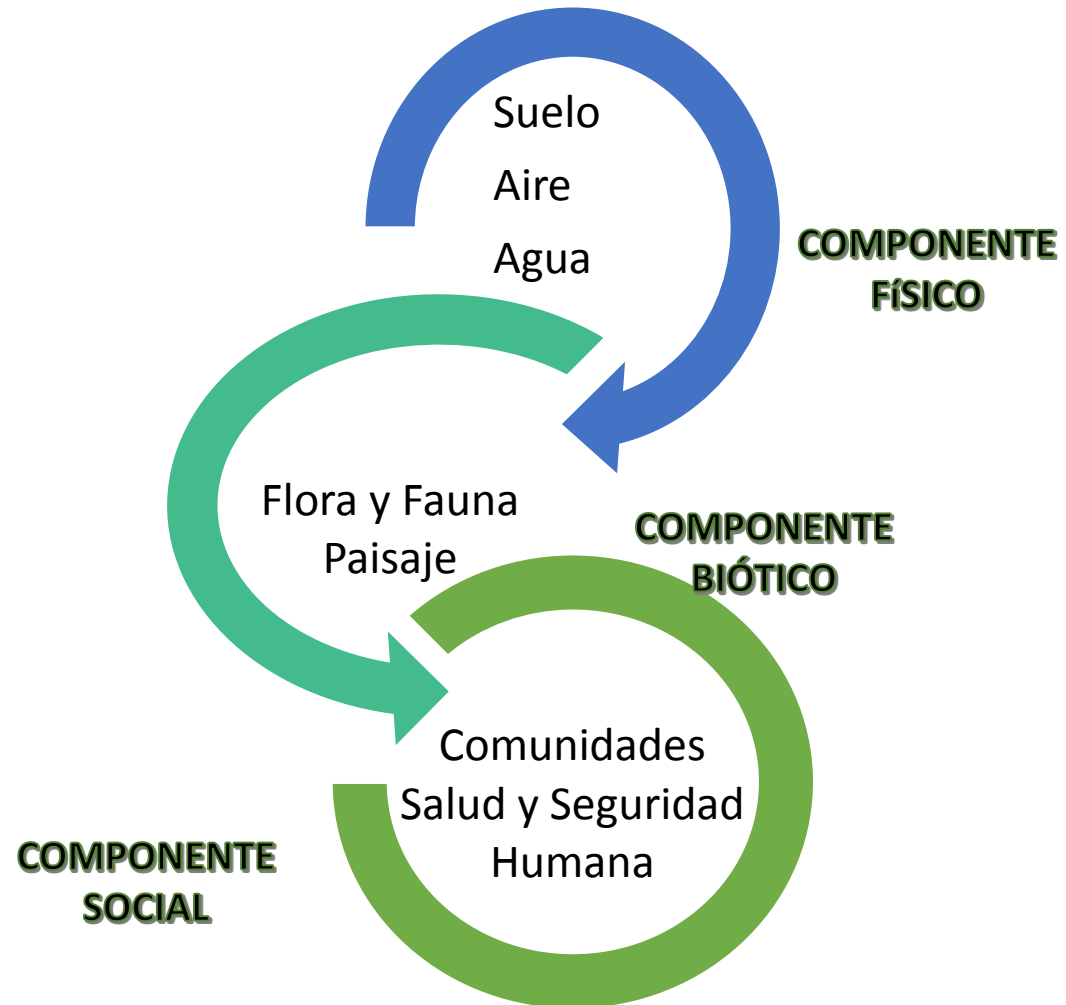 Suelo
Aire
Agua
COMPONENTE
FíSICO
Flora y Fauna
Paisaje
COMPONENTE
BIÓTICO
Comunidades
Salud y Seguridad
Humana
COMPONENTE
SOCIAL